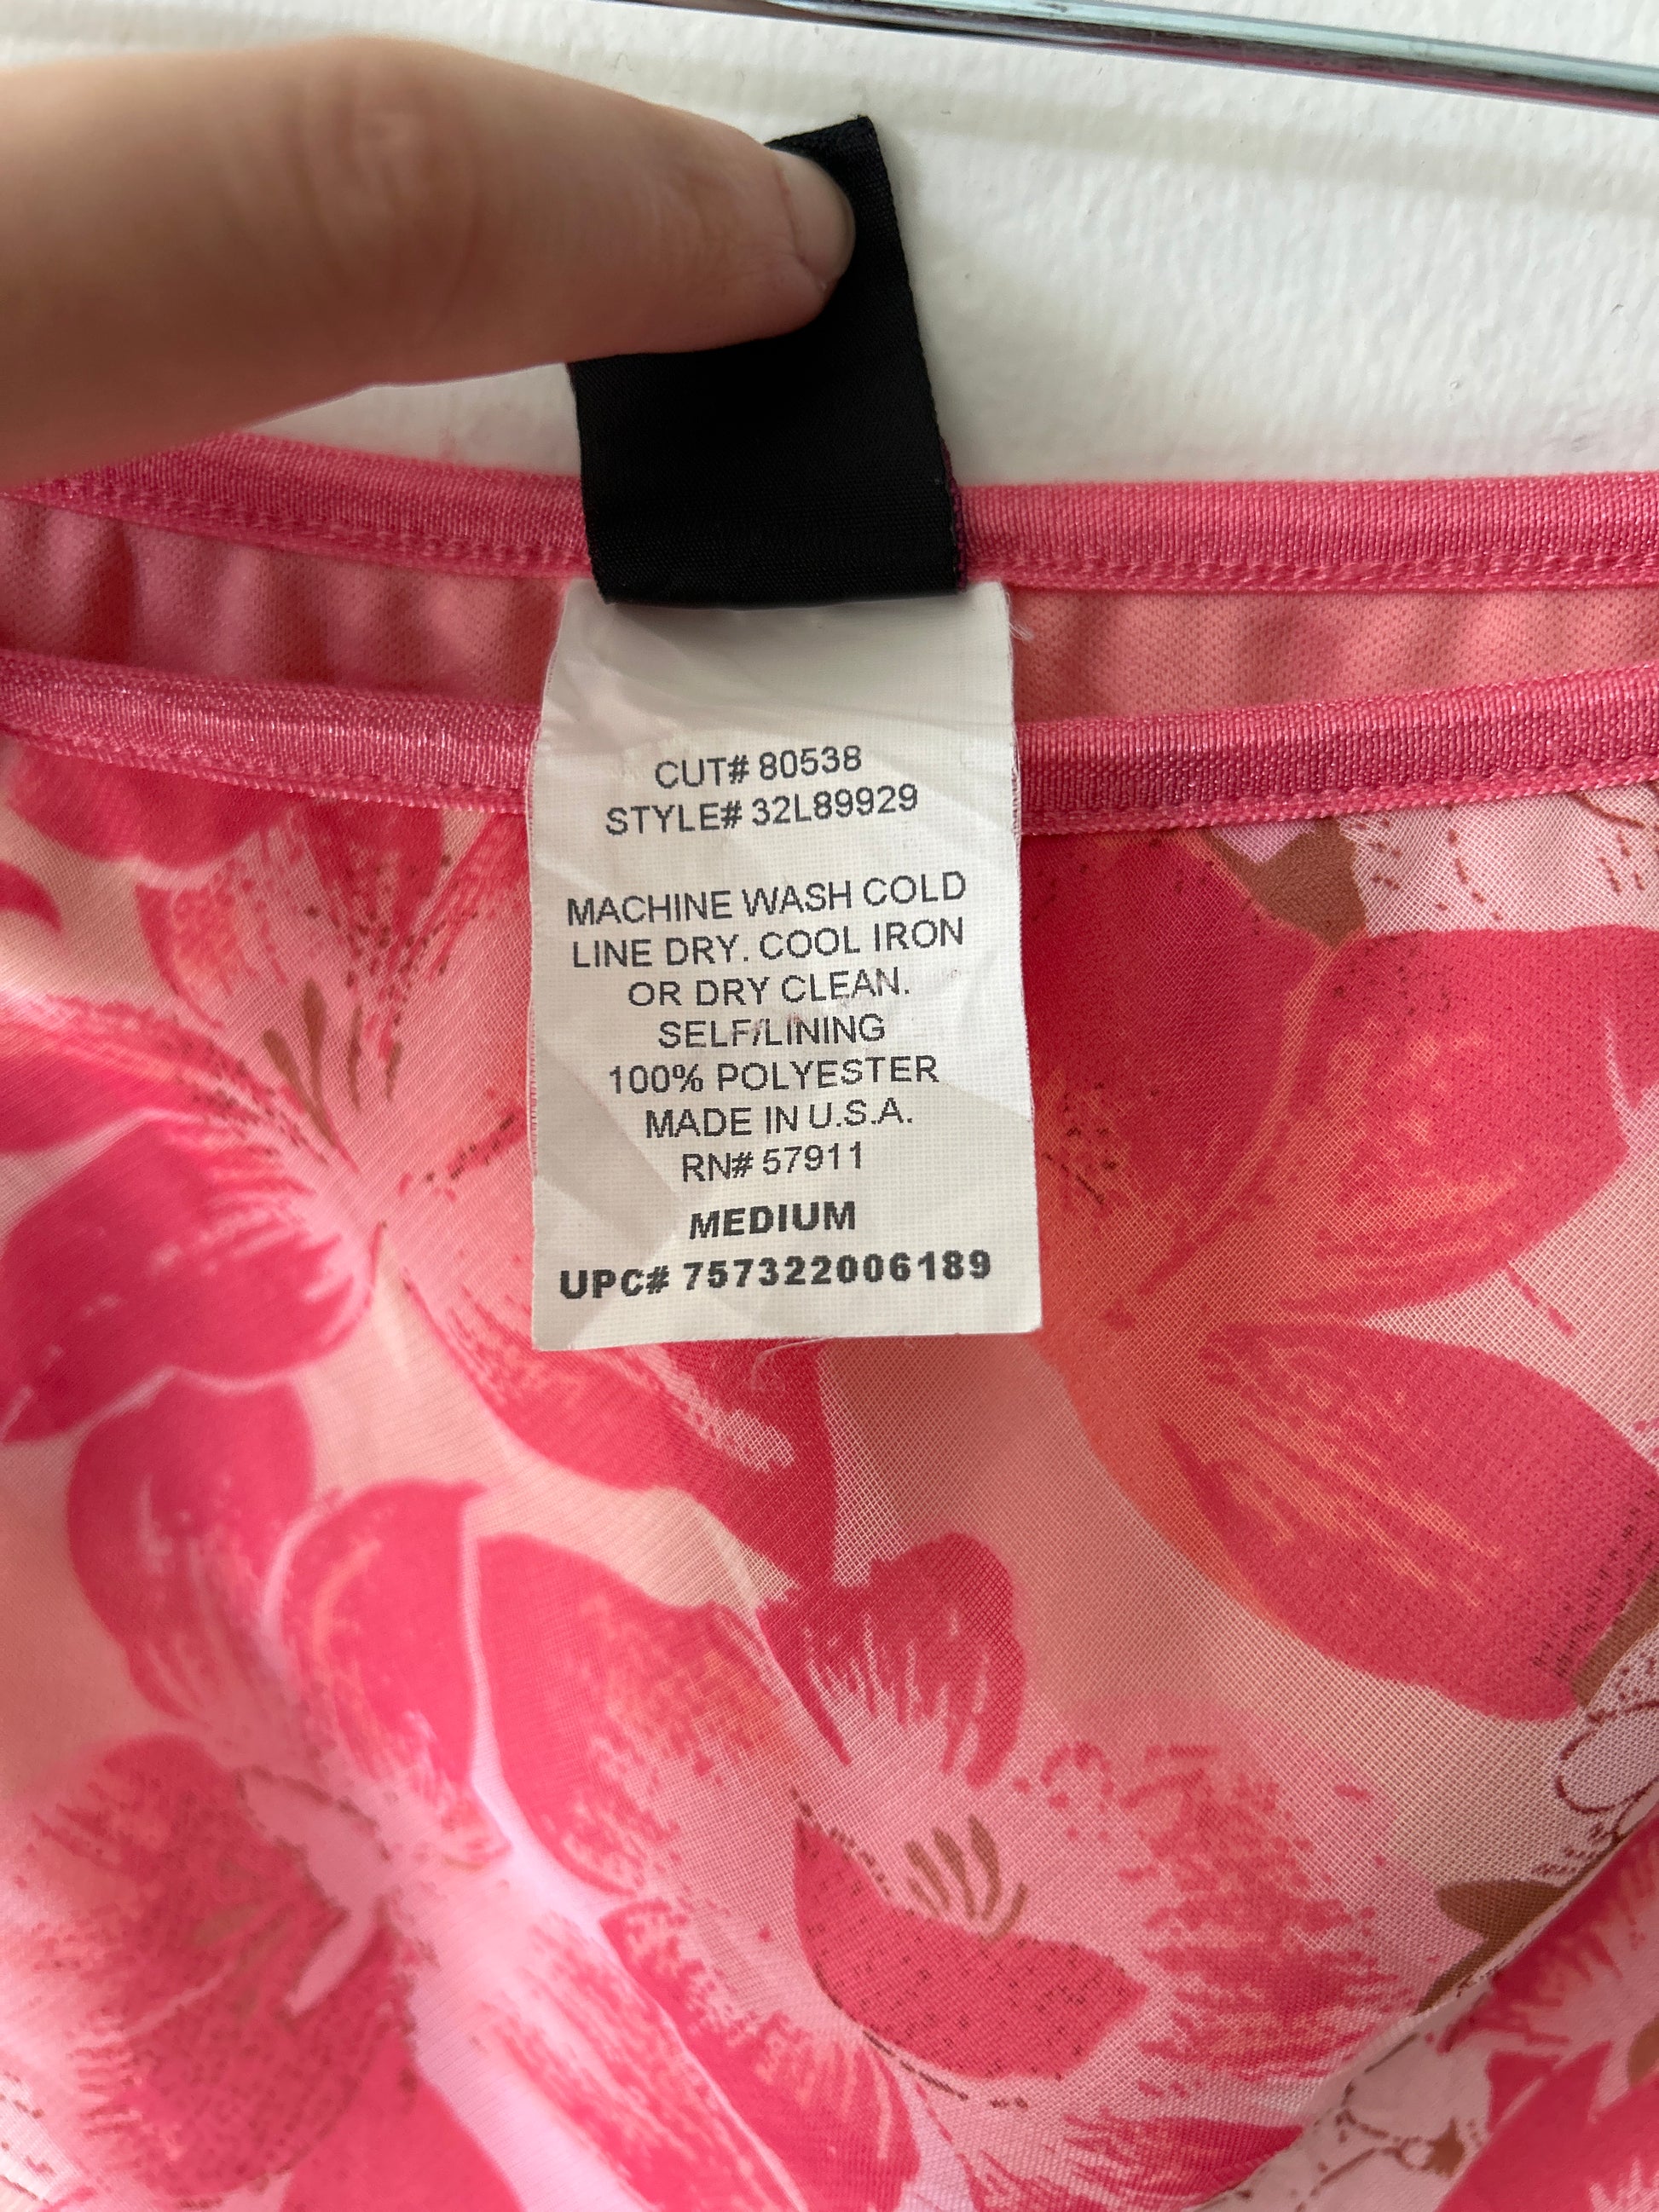 CUT# 80538
STYLE# 32L89929
MACHINE WASH COLD
LINE DRY. COOL IRON
OR DRY CLEAN.
SELF/LINING
100% POLYESTER
MADE IN U.S.A.
RN# 57911
MEDIUM
UPC# 757322006189